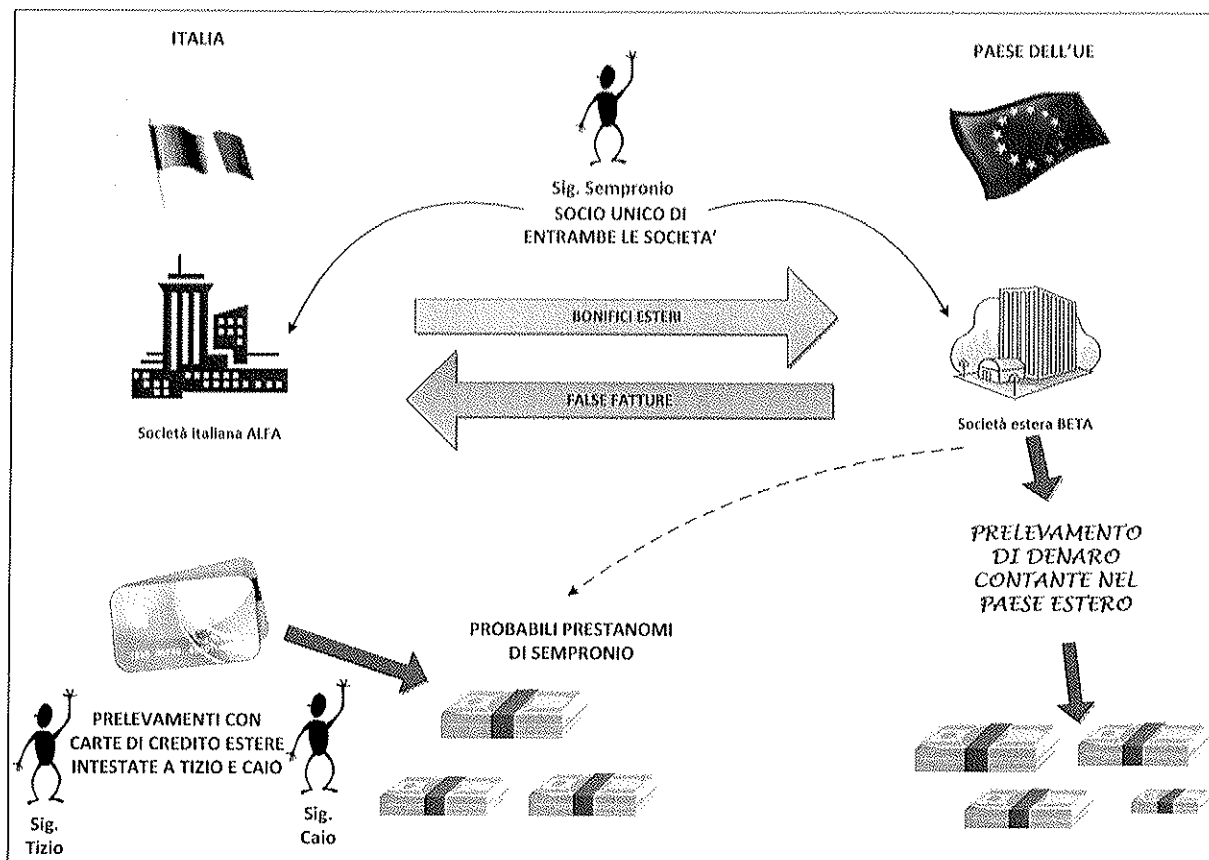 ITALIA
PAESE DELL'UE
Sig. Sempronio
SOCIO UNICO DI
ENTRAMBE LE SOCIETA'
BONIFICI ESTERI
FALSE FATTURE
Società italiana ALFA
Società estera BETA
PRELEVAMENTO
DI DENARO
CONTANTE NEL
PAESE ESTERO
PROBABILI PRESTANOMI
DI SEMPRONIO
PRELEVAMENTI CON
CARTE DI CREDITO ESTERE
INTESTATE A TIZIO E CAIO
Sig.
Tizio
Sig.
Caio